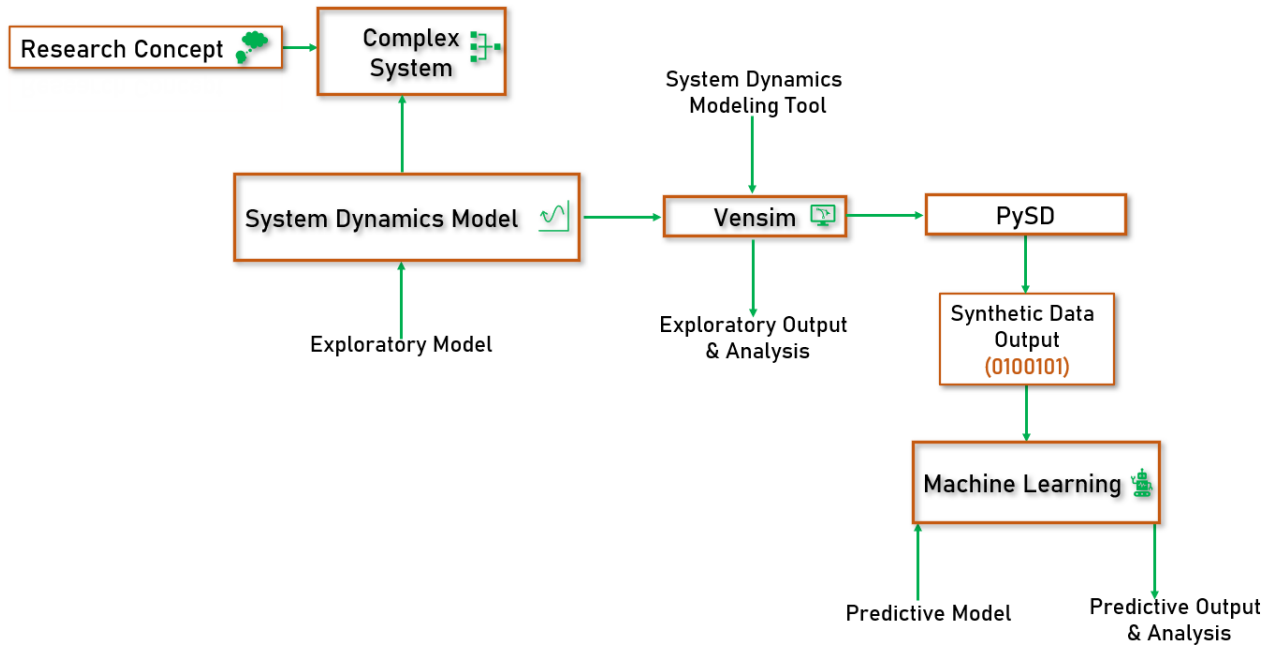 Research Concept
Complex
System
System Dynamics
Modeling Tool
System Dynamics Model
Vensim
PySD
Exploratory Model
Exploratory Output
& Analysis
Synthetic Data
Output
(0100101)
Machine Learning
Predictive Model
Predictive Output
& Analysis